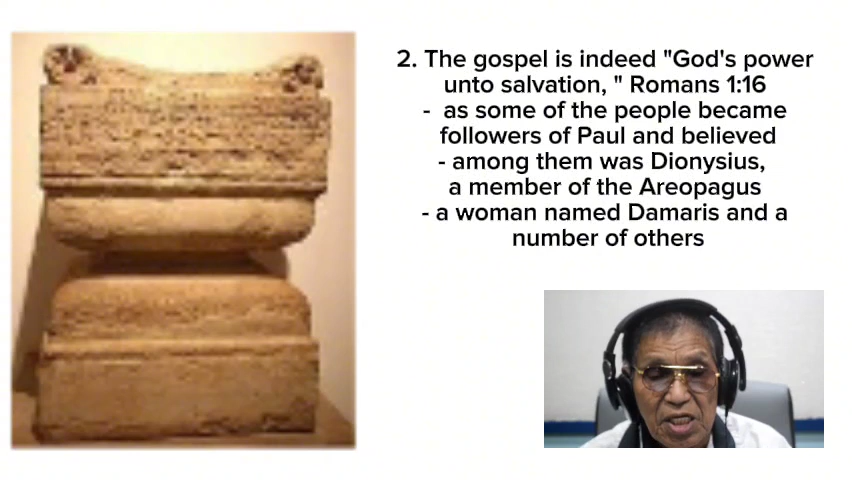 2. The gospel is indeed "God's power
unto salvation, " Romans 1:16
- as some of the people became
followers of Paul and believed
- among them was Dionysius,
a member of the Areopagus
- a woman named Damaris and a
number of others